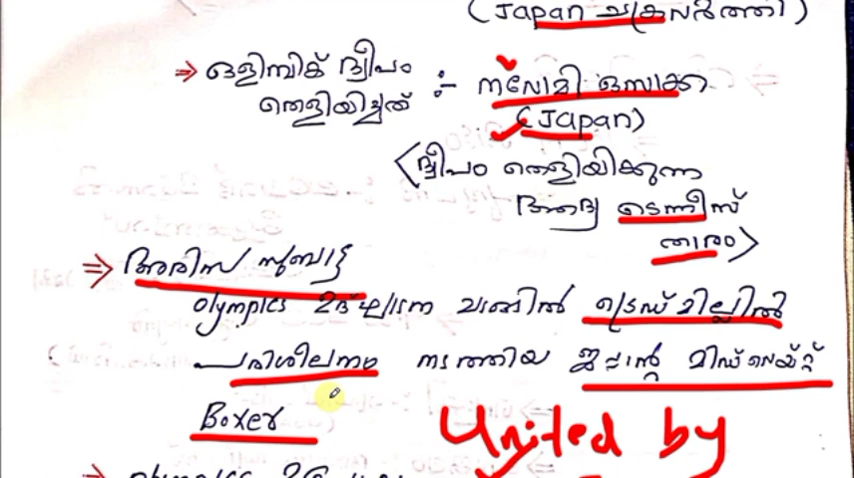 (Japan ചക്രവർത്തി)
⇒ ഒളിമ്പിക് ദ്വീപം :- നവോമി ഒസാക്ക
തെളിയിച്ചത് (Japan)
(ദ്വീപം തെളിയിക്കുന്ന
ആദ്യ ടെന്നീസ്
താരം)
⇒ അരിസ സുബാട്ട
Olympics ഉദ്ഘാടന ചടങ്ങിൽ ട്രെഡ്മില്ലിൽ
പരിശീലനം നടത്തിയ ജപ്പാന്റെ മിഡ്‌വെയ്റ്റ്
Boxer
United by
⇒ Olympics